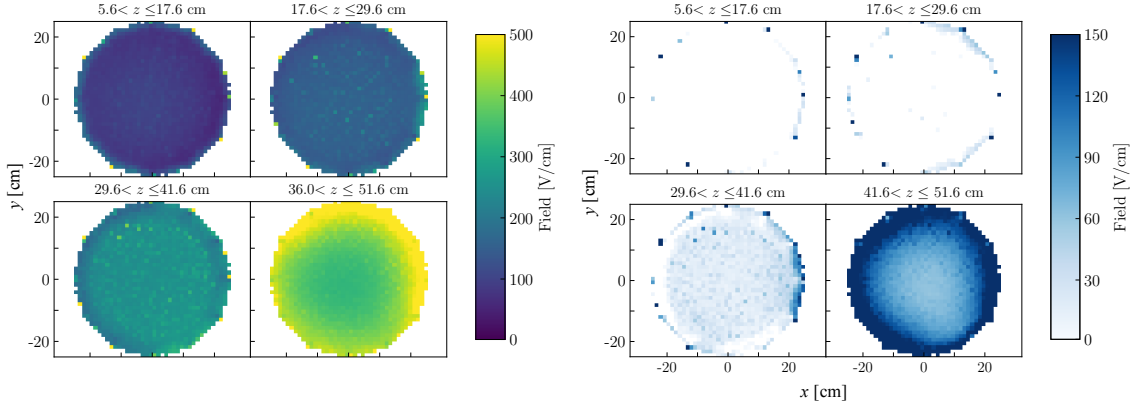 5.6< z ≤17.6 cm
17.6< z ≤29.6 cm
20
0
-20
y [cm]
29.6< z ≤41.6 cm
36.0< z ≤ 51.6 cm
20
0
-20
500
400
300
200
100
0
Field [V/cm]
5.6< z ≤17.6 cm
17.6< z ≤29.6 cm
20
0
-20
y [cm]
29.6< z ≤41.6 cm
41.6< z ≤ 51.6 cm
20
0
-20
-20 0 20
-20 0 20
x [cm]
150
120
90
60
30
0
Field [V/cm]